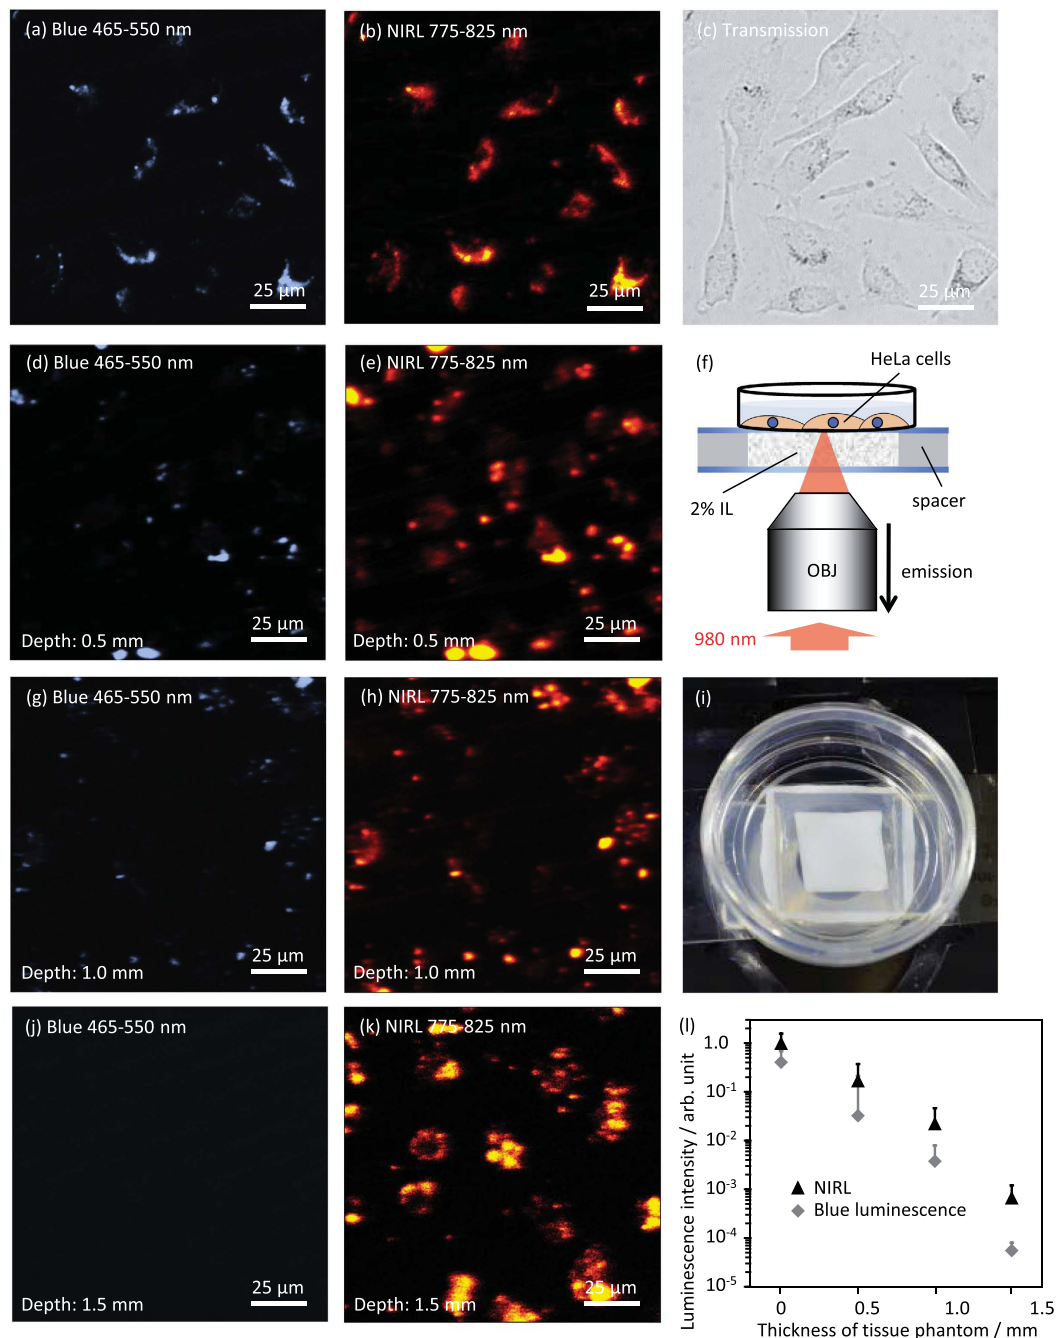 (a) Blue 465-550 nm
25 µm
(b) NIRL 775-825 nm
25 µm
(c) Transmission
25 µm
(d) Blue 465-550 nm
25 µm
Depth: 0.5 mm
(e) NIRL 775-825 nm
25 µm
Depth: 0.5 mm
(f)
HeLa cells
2% IL
spacer
OBJ
emission
980 nm
(g) Blue 465-550 nm
25 µm
Depth: 1.0 mm
(h) NIRL 775-825 nm
25 µm
Depth: 1.0 mm
(i)
(j) Blue 465-550 nm
25 µm
Depth: 1.5 mm
(k) NIRL 775-825 nm
25 µm
Depth: 1.5 mm
(l)
Luminescence intensity / arb. unit
1.0
10⁻¹
10⁻²
10⁻³
10⁻⁴
10⁻⁵
NIRL
Blue luminescence
0 0.5 1.0 1.5
Thickness of tissue phantom / mm